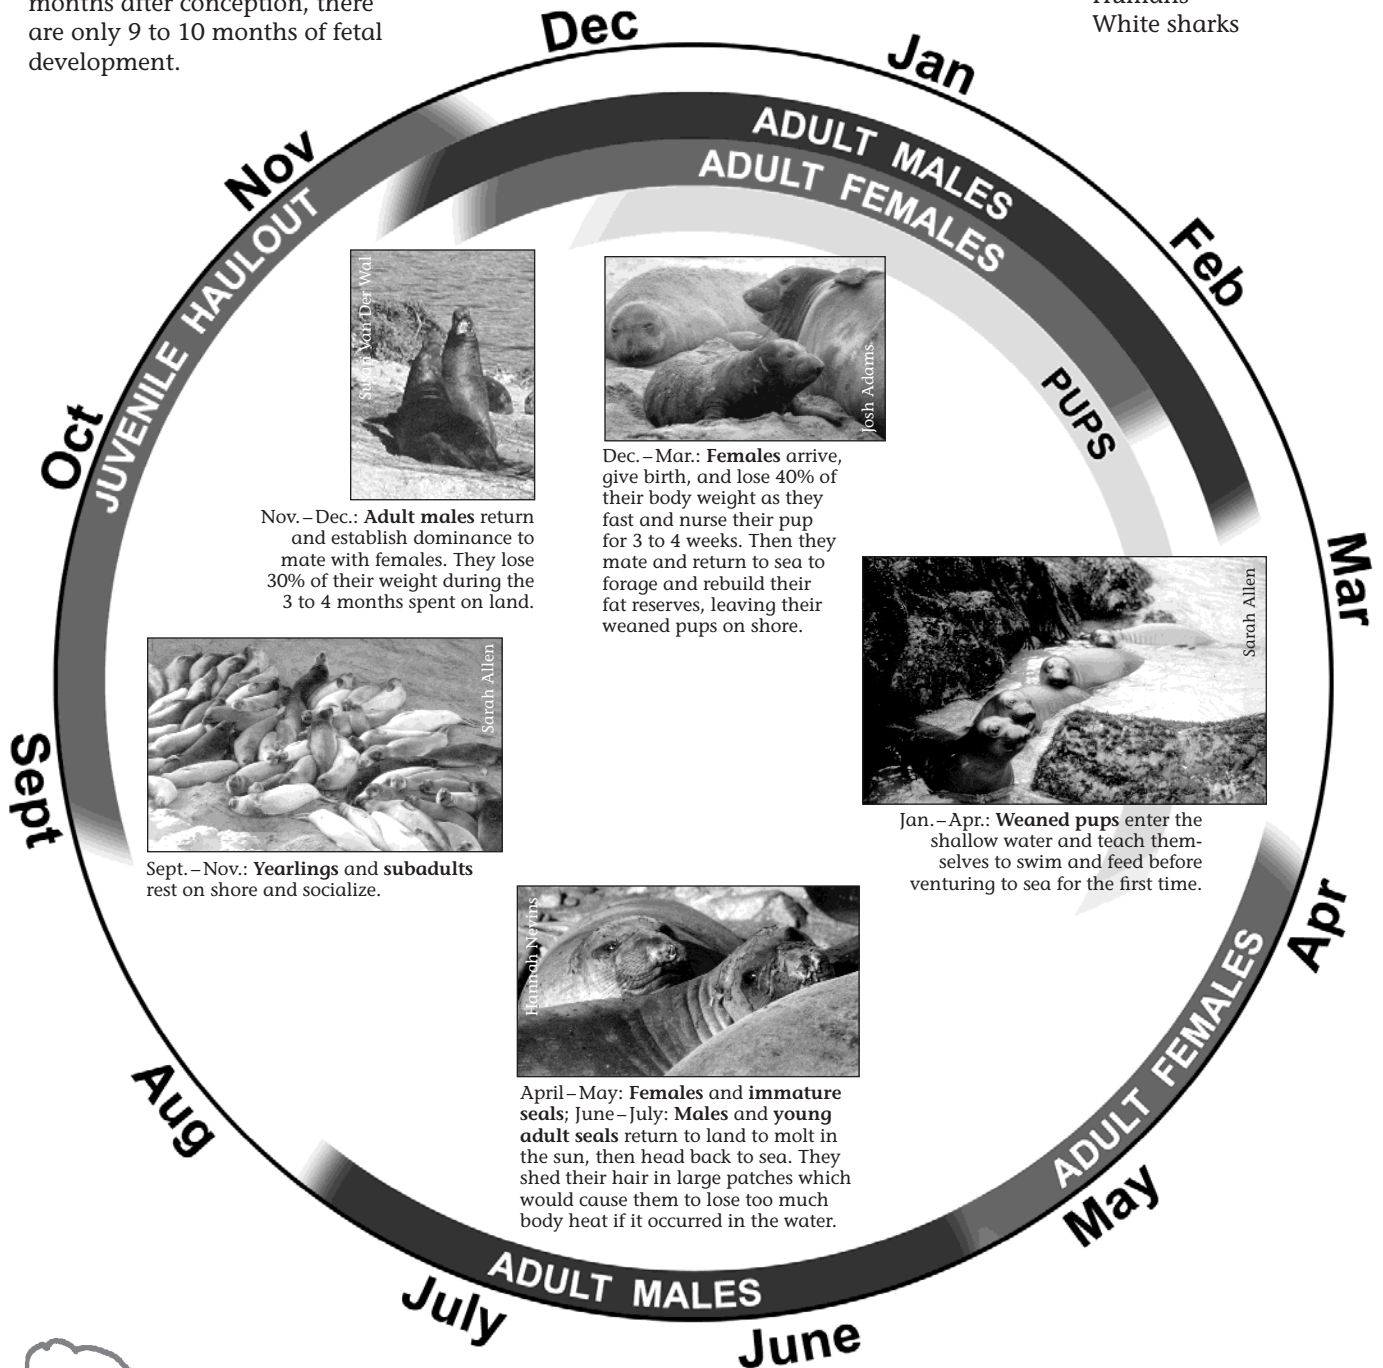 months after conception, there
are only 9 to 10 months of fetal
development.
White sharks
Dec
Jan
Feb
Mar
Apr
May
June
July
Aug
Sept
Oct
Nov
JUVENILE HAULOUT
ADULT MALES
ADULT FEMALES
PUPS
Susan Van Der Wal
Josh Adams
Nov.–Dec.: Adult males return
and establish dominance to
mate with females. They lose
30% of their weight during the
3 to 4 months spent on land.
Dec.–Mar.: Females arrive,
give birth, and lose 40% of
their body weight as they
fast and nurse their pup
for 3 to 4 weeks. Then they
mate and return to sea to
forage and rebuild their
fat reserves, leaving their
weaned pups on shore.
Sarah Allen
Jan.–Apr.: Weaned pups enter the
shallow water and teach them-
selves to swim and feed before
venturing to sea for the first time.
Sarah Allen
Sept.–Nov.: Yearlings and subadults
rest on shore and socialize.
Hannah Nevins
April–May: Females and immature
seals; June–July: Males and young
adult seals return to land to molt in
the sun, then head back to sea. They
shed their hair in large patches which
would cause them to lose too much
body heat if it occurred in the water.
ADULT FEMALES
ADULT MALES